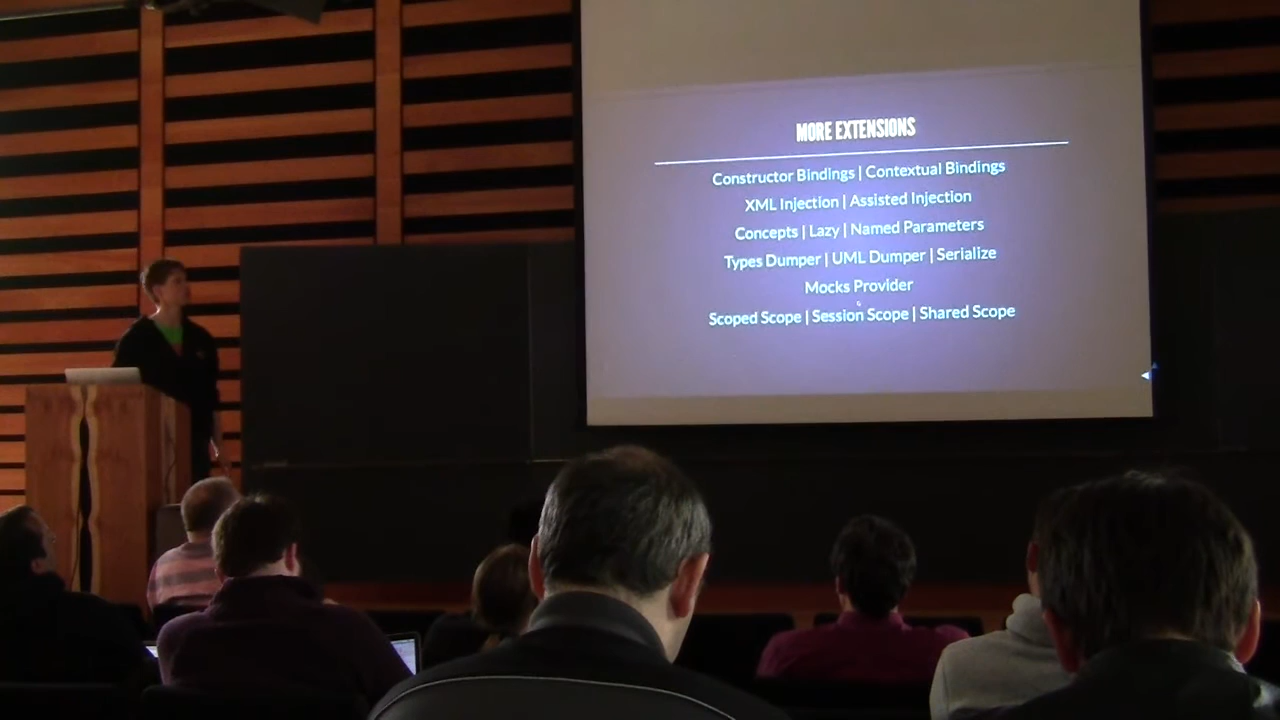 MORE EXTENSIONS
Constructor Bindings | Contextual Bindings
XML Injection | Assisted Injection
Concepts | Lazy | Named Parameters
Types Dumper | UML Dumper | Serialize
Mocks Provider
Scoped Scope | Session Scope | Shared Scope